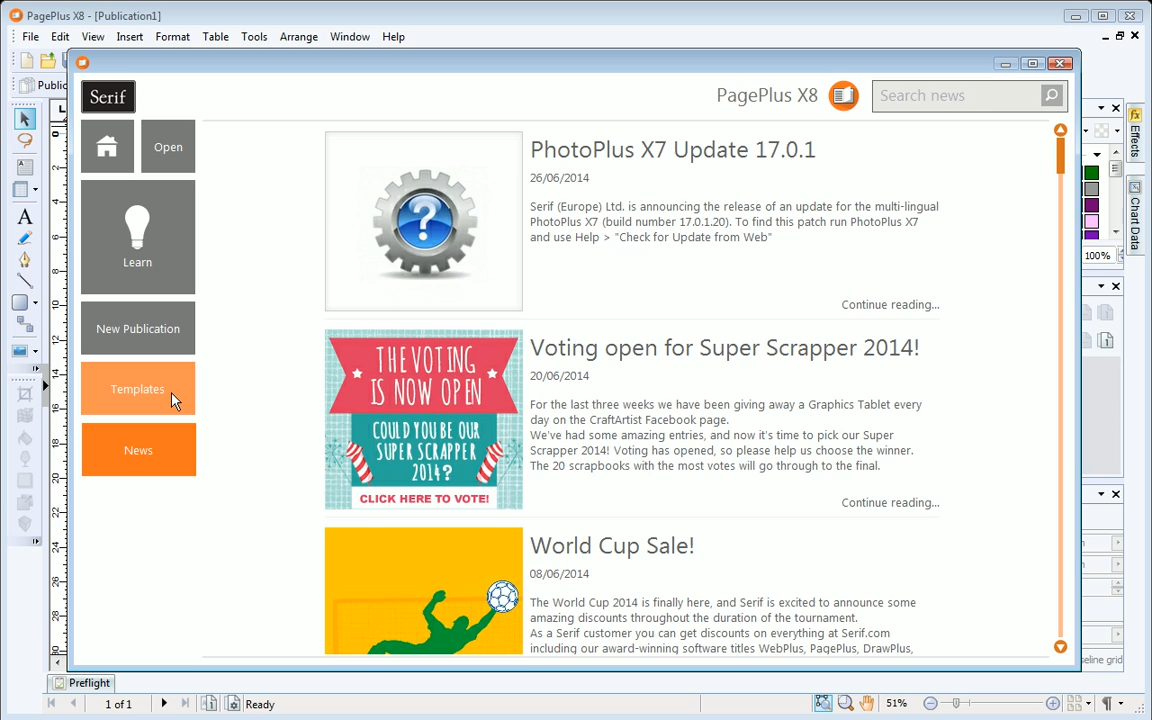 PagePlus X8 - [Publication1]
File Edit View Insert Format Table Tools Arrange Window Help
Public
Serif
PagePlus X8
Search news
Open
Learn
New Publication
Templates
News
PhotoPlus X7 Update 17.0.1
26/06/2014
Serif (Europe) Ltd. is announcing the release of an update for the multi-lingual
PhotoPlus X7 (build number 17.0.1.20). To find this patch run PhotoPlus X7
and use Help > "Check for Update from Web"
Continue reading...
THE VOTING
IS NOW OPEN
COULD YOU BE OUR
SUPER SCRAPPER
2014?
CLICK HERE TO VOTE!
Voting open for Super Scrapper 2014!
20/06/2014
For the last three weeks we have been giving away a Graphics Tablet every
day on the CraftArtist Facebook page.
We've had some amazing entries, and now it's time to pick our Super
Scrapper 2014! Voting has opened, so please help us choose the winner.
The 20 scrapbooks with the most votes will go through to the final.
Continue reading...
World Cup Sale!
08/06/2014
The World Cup 2014 is finally here, and Serif is excited to announce some
amazing discounts throughout the duration of the tournament.
As a Serif customer you can get discounts on everything at Serif.com
including our award-winning software titles WebPlus, PagePlus, DrawPlus,
Effects
Chart Data
100%
seline grid
Preflight
1 of 1
Ready
51%